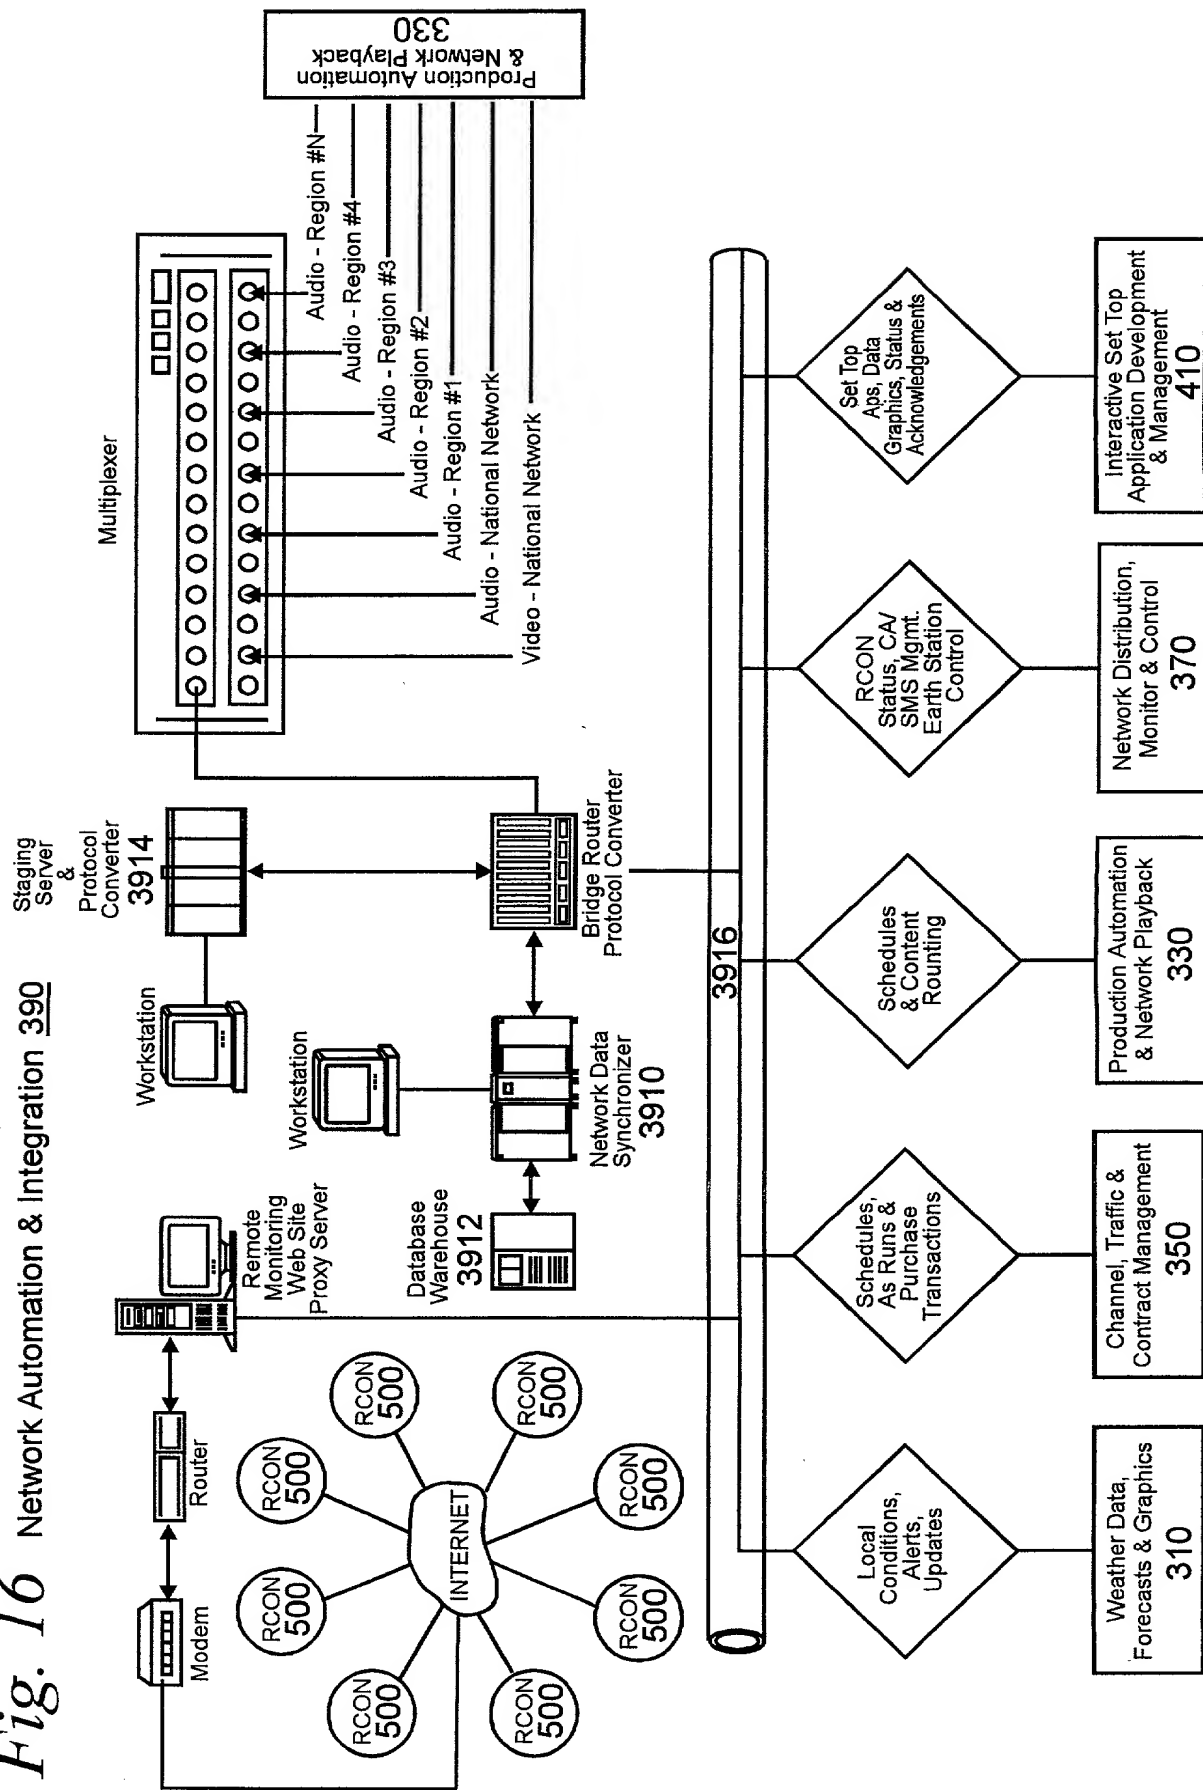 Fig. 16 Network Automation & Integration 390
Modem
Router
Remote
Monitoring
Web Site
Proxy Server
Workstation
Staging
Server
&
Protocol
Converter
3914
Multiplexer
Production Automation
& Network Playback
330
Audio - Region #N
Audio - Region #4
Audio - Region #3
Audio - Region #2
Audio - Region #1
Audio - National Network
Video - National Network
Workstation
Database
Warehouse
3912
Network Data
Synchronizer
3910
Bridge Router
Protocol Converter
INTERNET
RCON
500
RCON
500
RCON
500
RCON
500
RCON
500
RCON
500
RCON
500
RCON
500
3916
Local
Conditions,
Alerts,
Updates
Schedules,
As Runs &
Purchase
Transactions
Schedules
& Content
Rounting
RCON
Status, CA/
SMS Mgmt.
Earth Station
Control
Set Top
Aps, Data
Graphics, Status &
Acknowledgements
Weather Data,
Forecasts & Graphics
310
Channel, Traffic &
Contract Management
350
Production Automation
& Network Playback
330
Network Distribution,
Monitor & Control
370
Interactive Set Top
Application Development
& Management
410